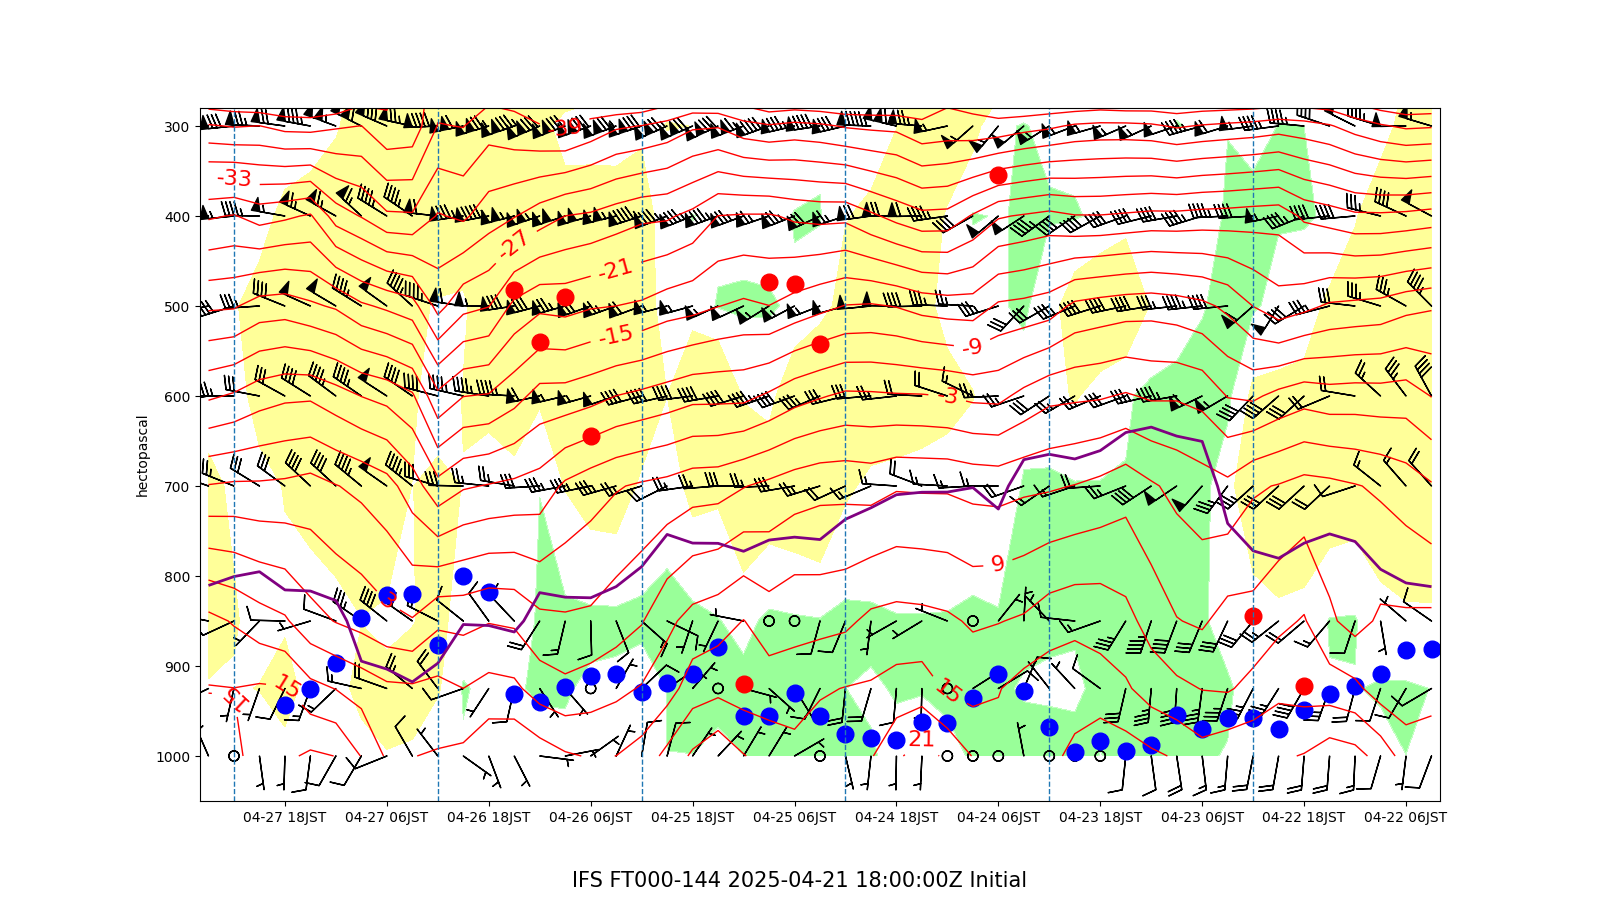 300
400
500
600
700
800
900
1000
hectopascal
-33
-27
-21
-15
-9
-3
9
15
15
15
21
04-27 18JST
04-27 06JST
04-26 18JST
04-26 06JST
04-25 18JST
04-25 06JST
04-24 18JST
04-24 06JST
04-23 18JST
04-23 06JST
04-22 18JST
04-22 06JST
IFS FT000-144 2025-04-21 18:00:00Z Initial